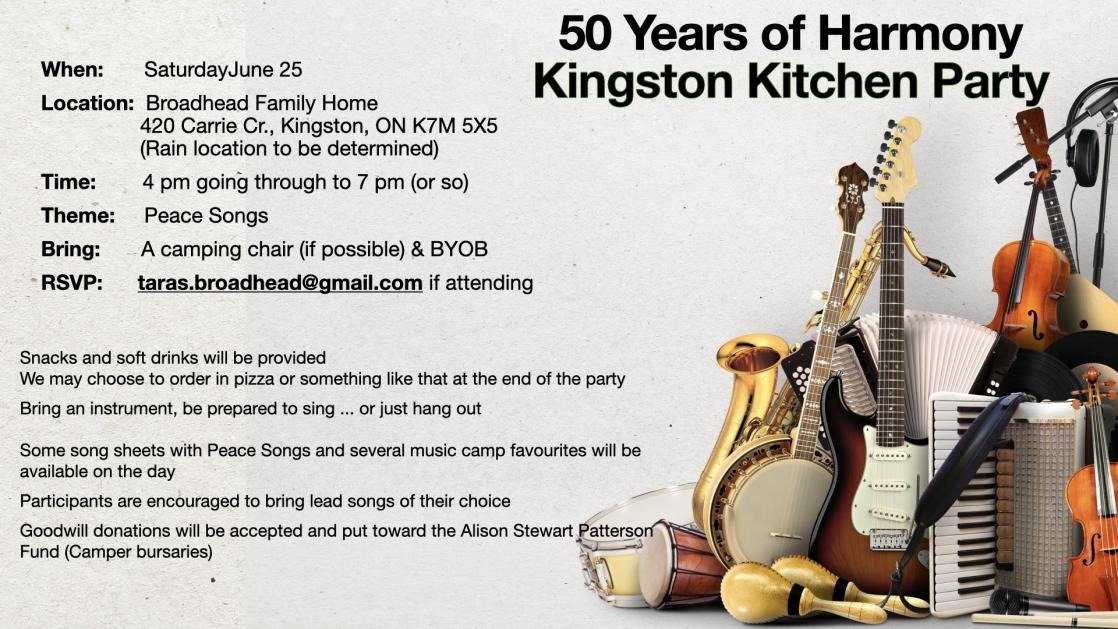 50 Years of Harmony
Kingston Kitchen Party
When: SaturdayJune 25
Location: Broadhead Family Home
420 Carrie Cr., Kingston, ON K7M 5X5
(Rain location to be determined)
Time: 4 pm going through to 7 pm (or so)
Theme: Peace Songs
Bring: A camping chair (if possible) & BYOB
RSVP: taras.broadhead@gmail.com if attending
Snacks and soft drinks will be provided
We may choose to order in pizza or something like that at the end of the party
Bring an instrument, be prepared to sing ... or just hang out
Some song sheets with Peace Songs and several music camp favourites will be
available on the day
Participants are encouraged to bring lead songs of their choice
Goodwill donations will be accepted and put toward the Alison Stewart Patterson
Fund (Camper bursaries)